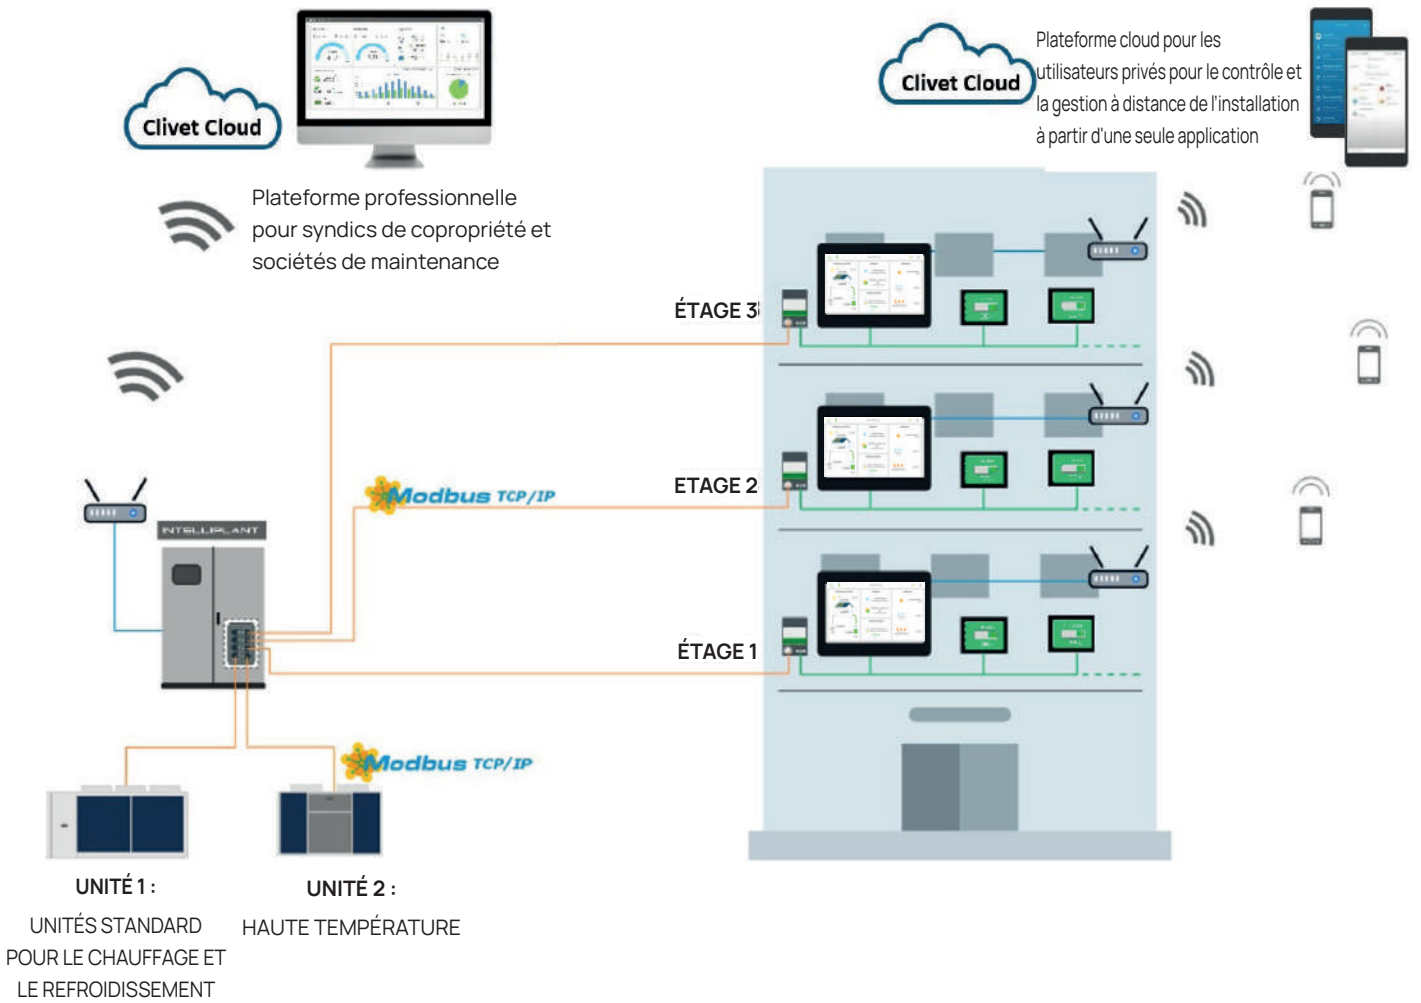 Clivet Cloud
Plateforme professionnelle
pour syndics de copropriété et
sociétés de maintenance
Clivet Cloud
Plateforme cloud pour les
utilisateurs privés pour le contrôle et
la gestion à distance de l'installation
à partir d'une seule application
ÉTAGE 3
ETAGE 2
ÉTAGE 1
Modbus TCP/IP
INTELLIPLANT
Modbus TCP/IP
UNITÉ 1 :
UNITÉS STANDARD
POUR LE CHAUFFAGE ET
LE REFROIDISSEMENT
UNITÉ 2 :
HAUTE TEMPÉRATURE